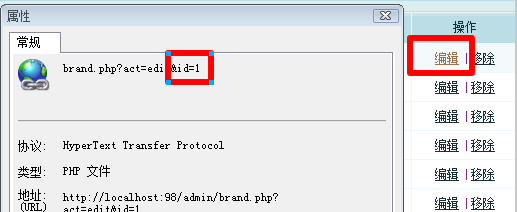 属性
常规
brand.php?act=edit&id=1
协议: HyperText Transfer Protocol
类型: PHP 文件
地址: http://localhost:98/admin/brand.php?
(URL) act=edit&id=1
操作
编辑 | 移除
编辑 | 移除
编辑 | 移除
编辑 | 移除
编辑 | 移除
编辑 | 移除